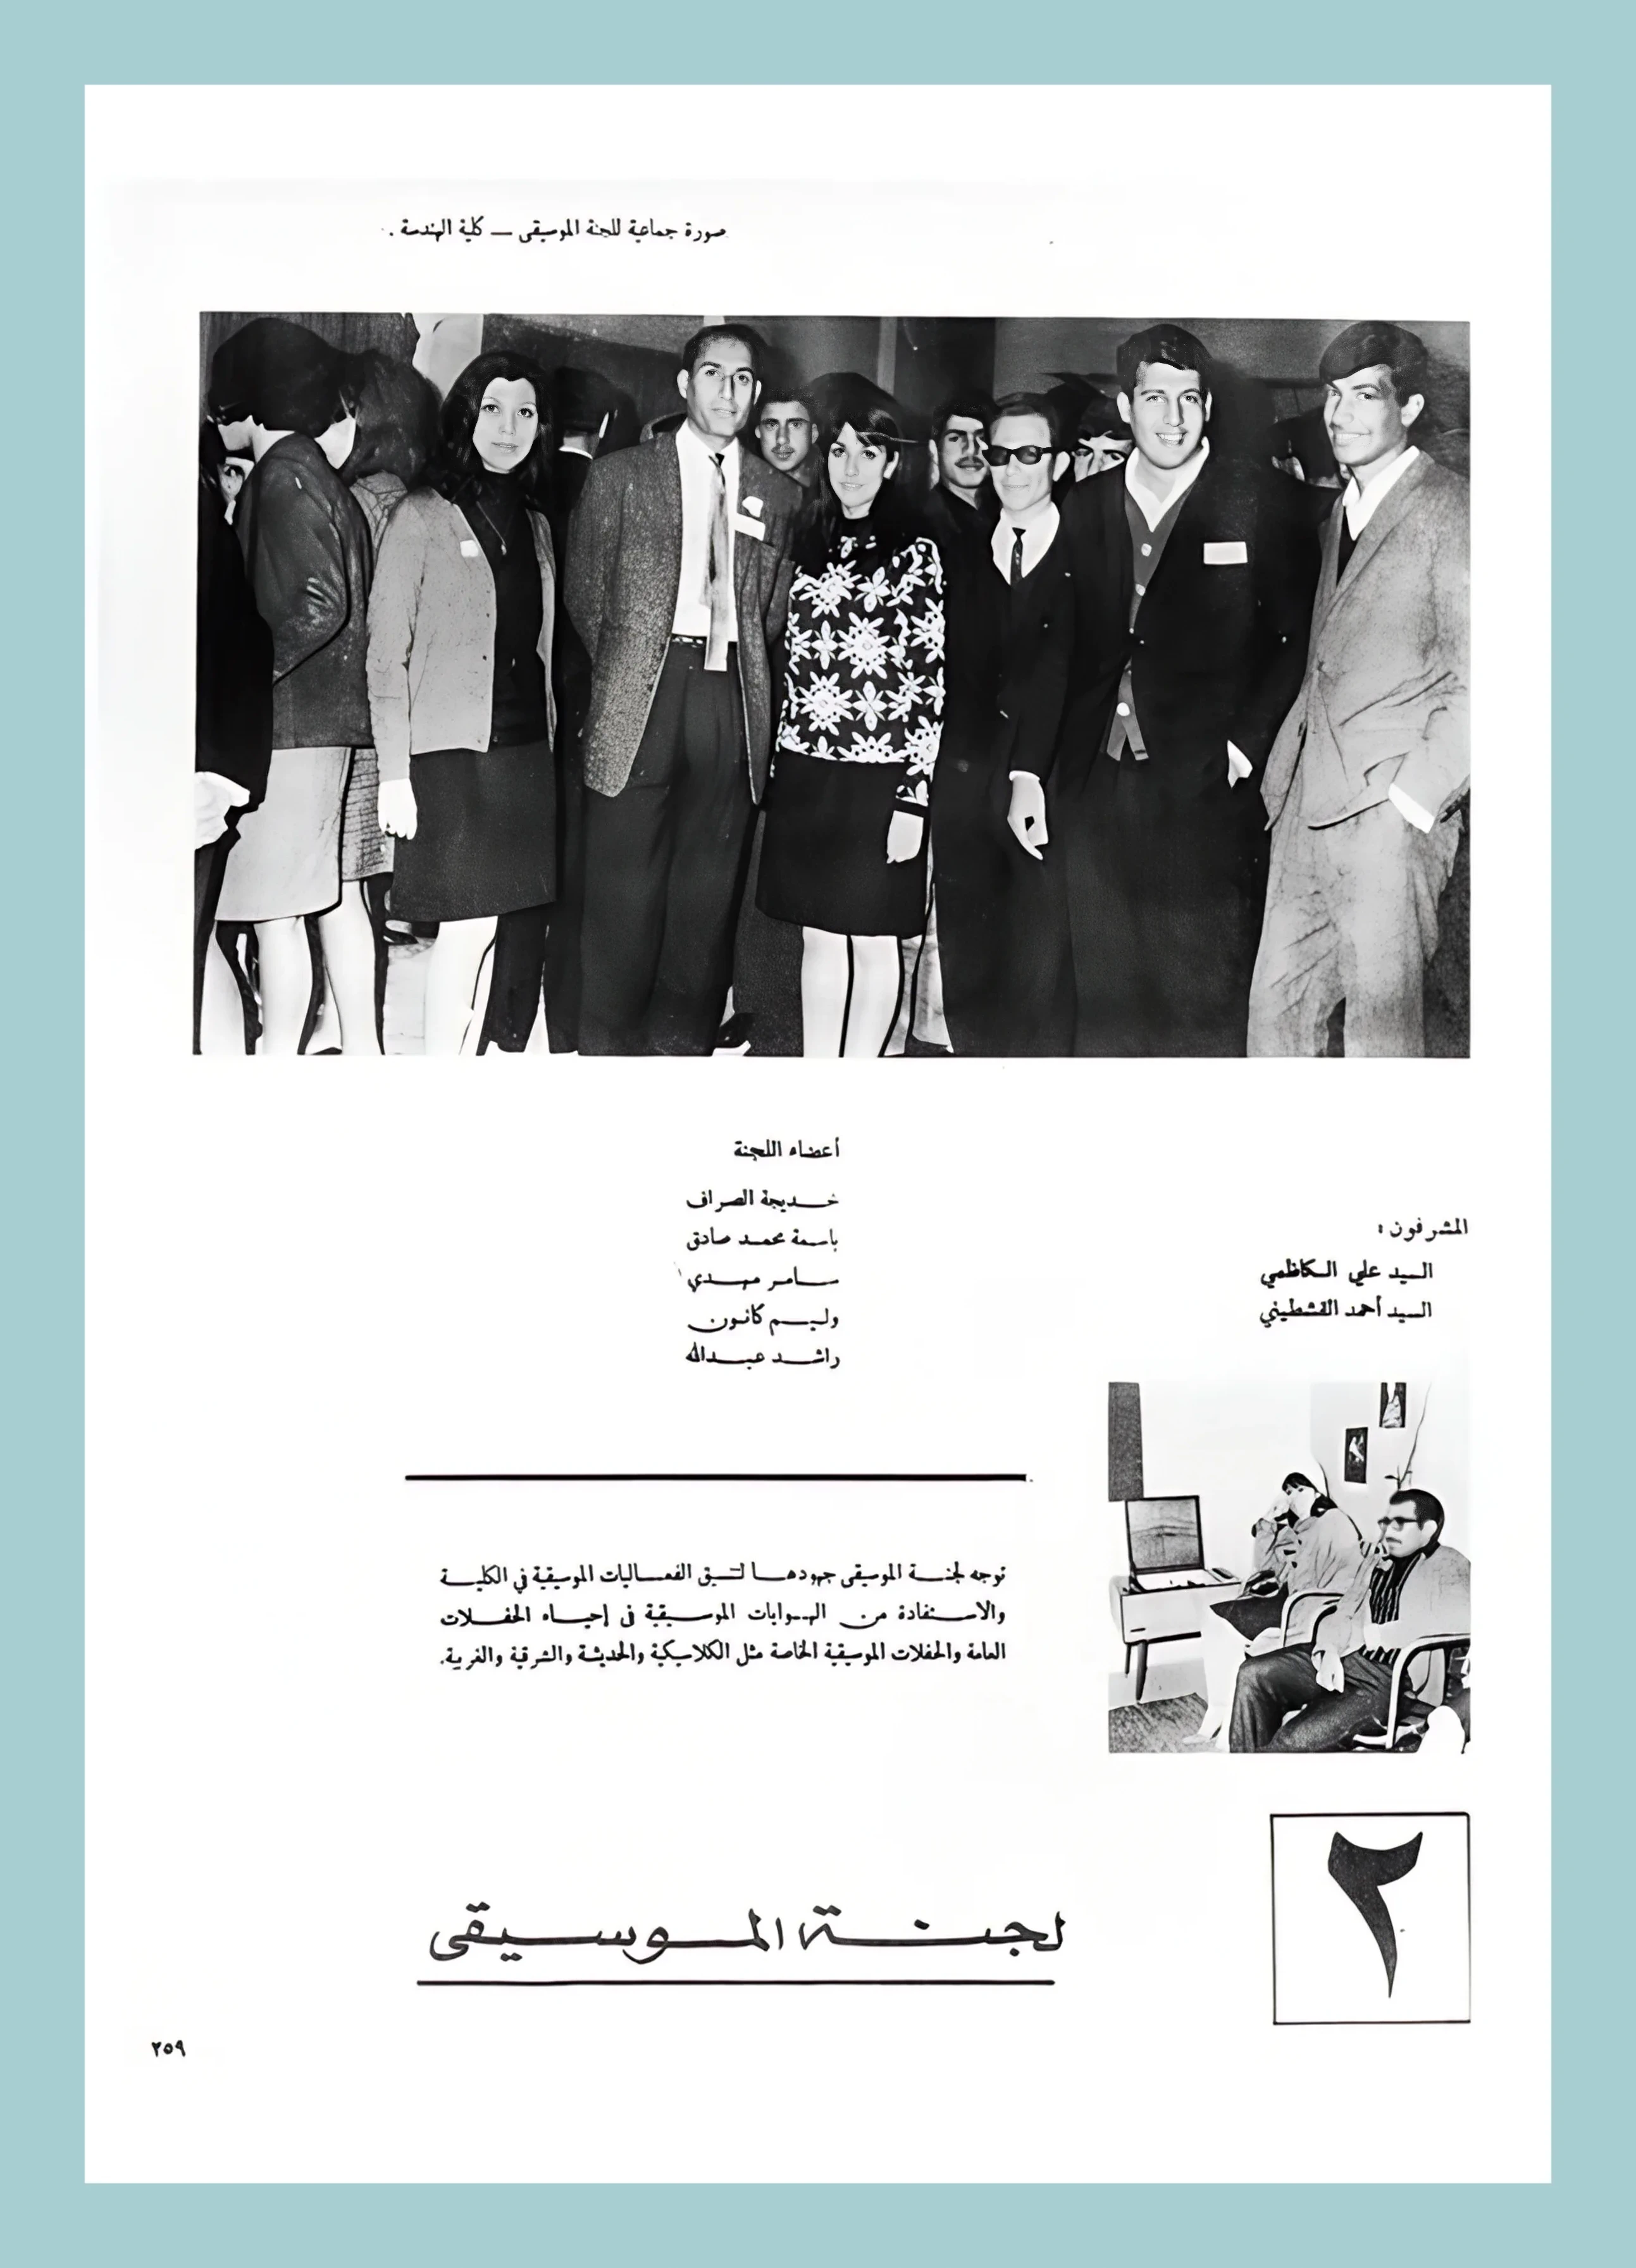 صورة جماعية للجنة الموسيقى — كلية الهندسة .
أعضاء اللجنة
خديجة الصراف
باسمة محمد صادق
سامر مهدي
وليم كانون
راشد عبدالله
المشرفون :
السيد علي الكاظمي
السيد أحمد القشطيني
توجه لجنة الموسيقى جهودها لتنسيق الفعاليات الموسيقية في الكلية
والاستفادة من الهوايات الموسيقية في إحياء الحفلات
العامة والحفلات الموسيقية الخاصة مثل الكلاسيكية والحديثة والشرقية والغربية.
٢
لجنة الموسيقى
٢٥٩